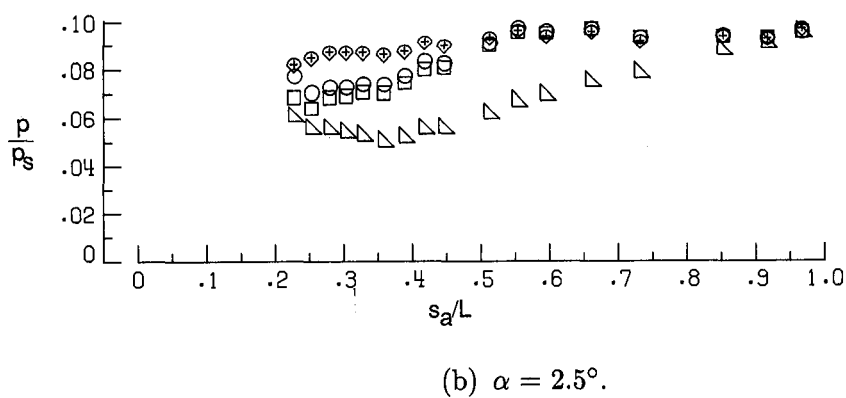 .10
.08
.06
.04
.02
0
p
p_s
0 .1 .2 .3 .4 .5 .6 .7 .8 .9 1.0
s_a/L
(b) α = 2.5°.